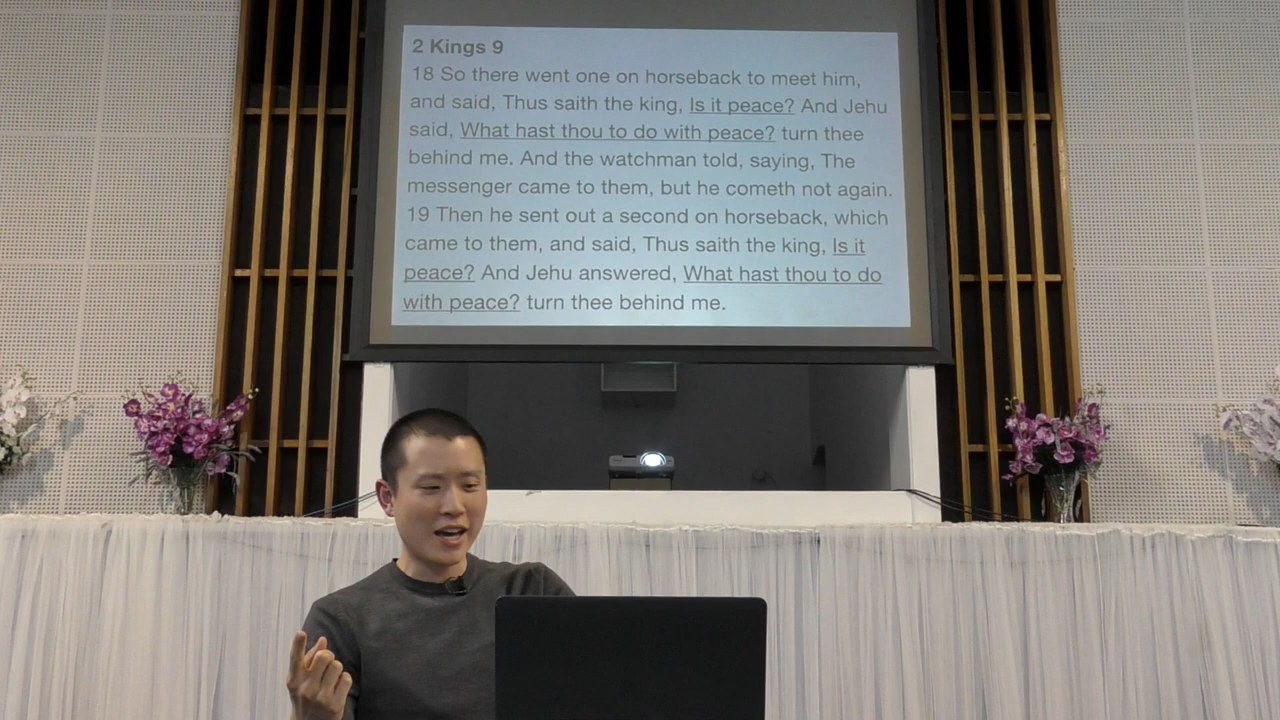 2 Kings 9
18 So there went one on horseback to meet him,
and said, Thus saith the king, Is it peace? And Jehu
said, What hast thou to do with peace? turn thee
behind me. And the watchman told, saying, The
messenger came to them, but he cometh not again.
19 Then he sent out a second on horseback, which
came to them, and said, Thus saith the king, Is it
peace? And Jehu answered, What hast thou to do
with peace? turn thee behind me.